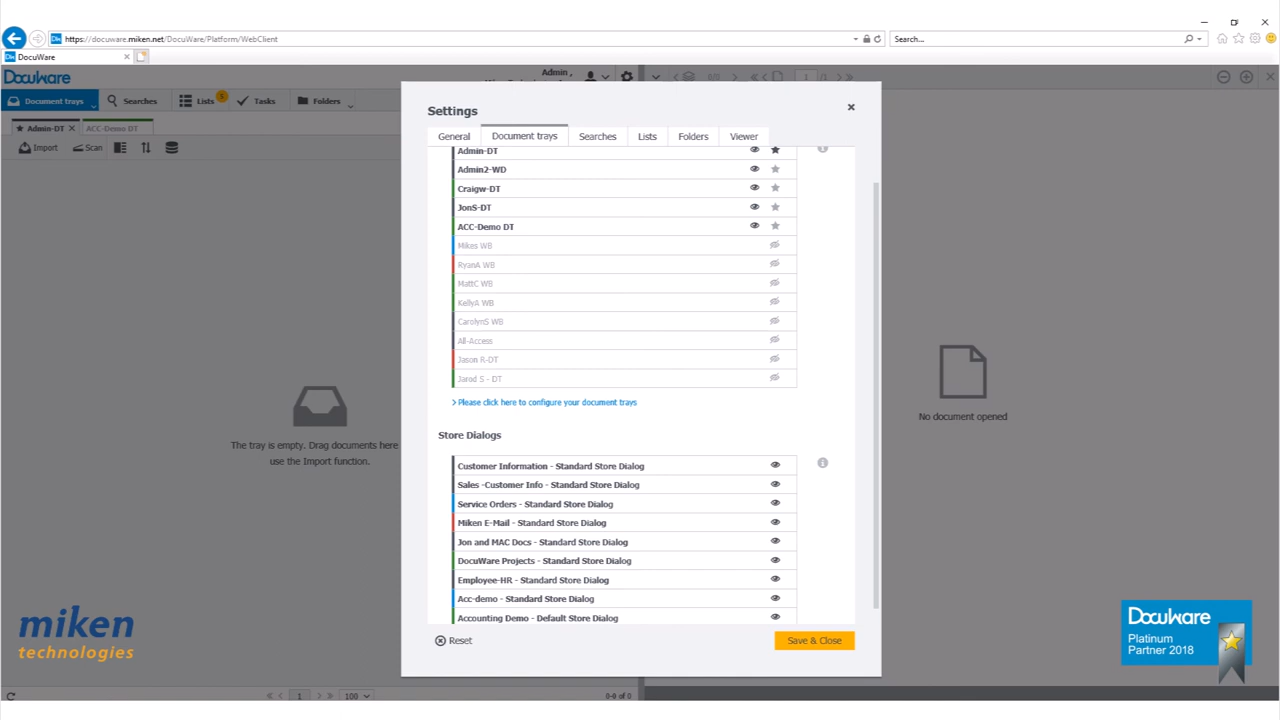 https://docuware.miken.net/DocuWare/Platform/WebClient
Search...
DocuWare
DocuWare
Admin ,
Document trays
Searches
Lists
5
Tasks
Folders
Admin-DT
ACC-Demo DT
Import
Scan
The tray is empty. Drag documents here
use the Import function.
Settings
General
Document trays
Searches
Lists
Folders
Viewer
Admin-DT
Admin2-WD
Craigw-DT
JonS-DT
ACC-Demo DT
Mikes WB
RyanA WB
MattC WB
KellyA WB
CarolynS WB
All-Access
Jason R-DT
Jarod S - DT
Please click here to configure your document trays
Store Dialogs
Customer Information - Standard Store Dialog
Sales -Customer Info - Standard Store Dialog
Service Orders - Standard Store Dialog
Miken E-Mail - Standard Store Dialog
Jon and MAC Docs - Standard Store Dialog
DocuWare Projects - Standard Store Dialog
Employee-HR - Standard Store Dialog
Acc-demo - Standard Store Dialog
Accounting Demo - Default Store Dialog
Reset
Save & Close
No document opened
miken
technologies
DocuWare
Platinum
Partner 2018
1
100
0-0 of 0